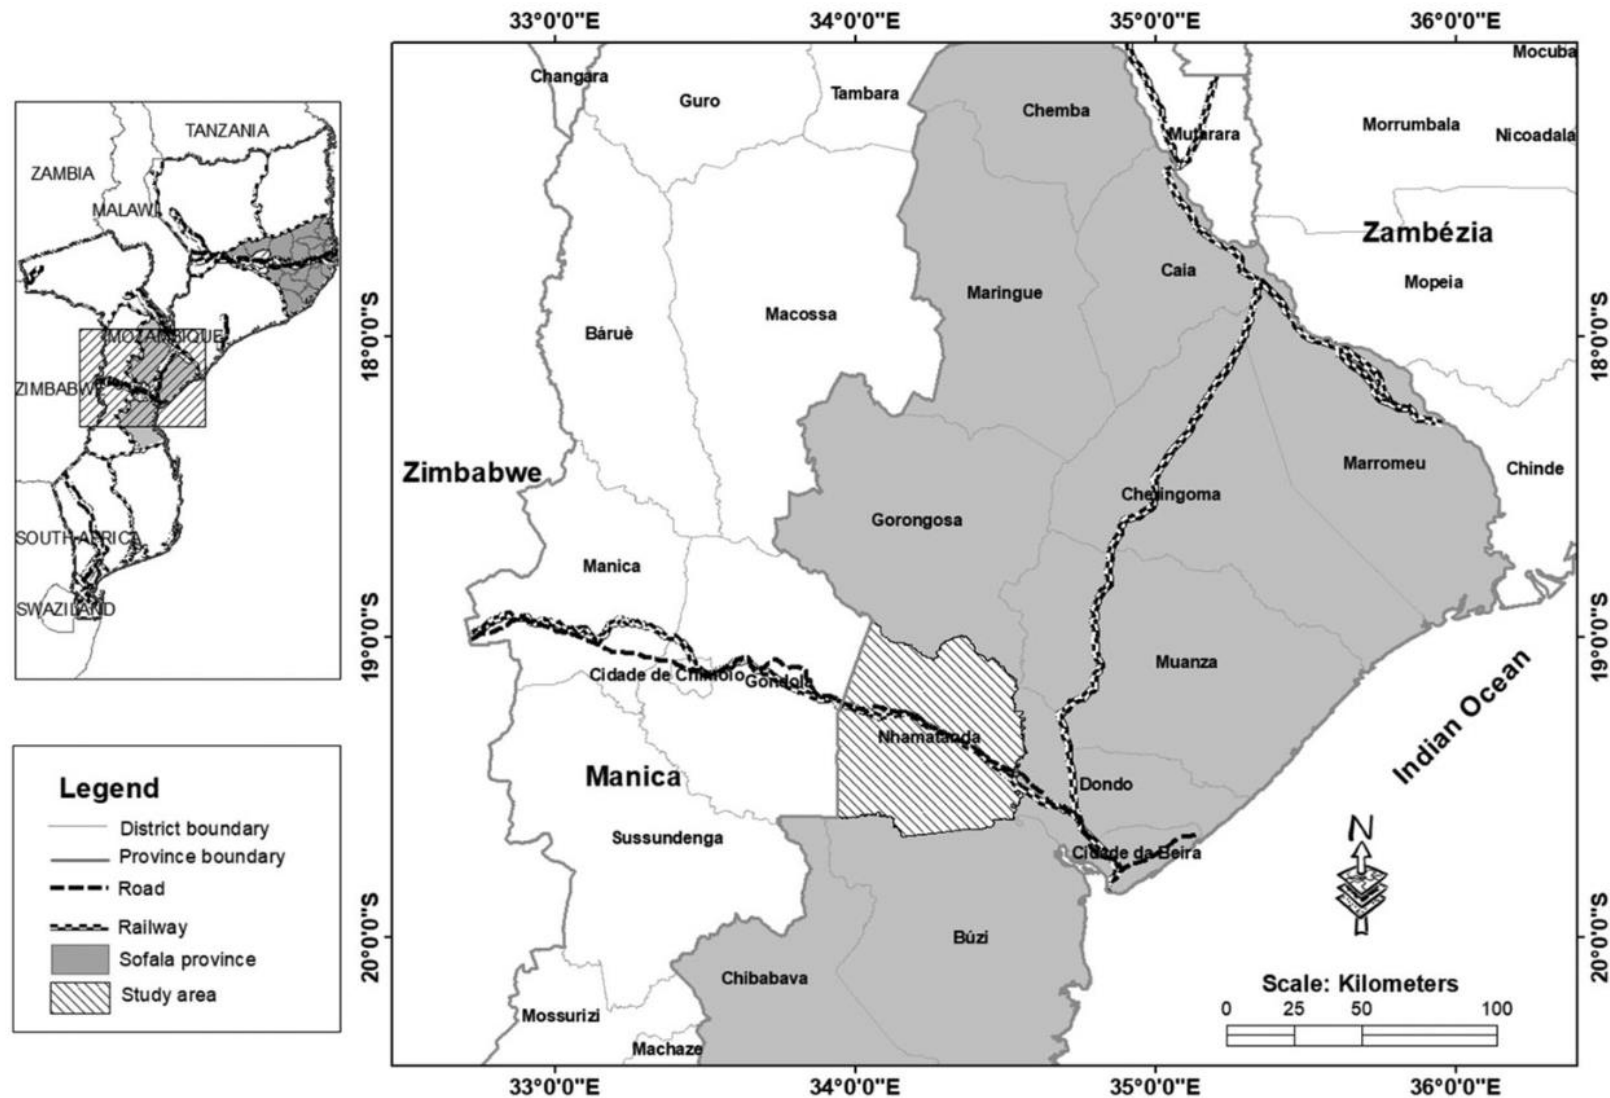 33°0'0"E 34°0'0"E 35°0'0"E 36°0'0"E
TANZANIA
ZAMBIA
MALAWI
MOZAMBIQUE
ZIMBABW
SOUTH AFRICA
SWAZILAND
Legend
District boundary
Province boundary
Road
Railway
Sofala province
Study area
Changara
Guro
Tambara
Chemba
Mutarara
Mocuba
Morrumbala
Nicoadala
Zambézia
Mopeia
Caia
Maringue
Macossa
Báruè
Zimbabwe
Marromeu
Chinde
Cheringoma
Gorongosa
Manica
Muanza
Cidade de Chimoio
Gondola
Nhamatanda
Manica
Dondo
Sussundenga
Cidade da Beira
Indian Ocean
Búzi
Chibabava
Mossurizi
Machaze
N
Scale: Kilometers
0 25 50 100
18°0'0"S
19°0'0"S
20°0'0"S
18°0'0"S
19°0'0"S
20°0'0"S
33°0'0"E 34°0'0"E 35°0'0"E 36°0'0"E